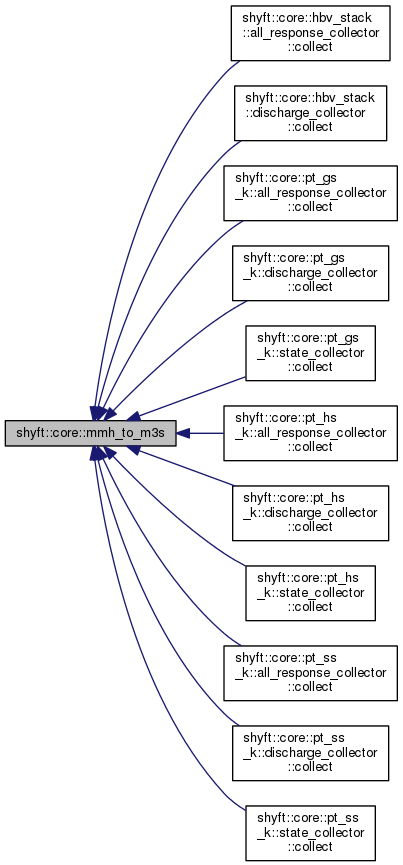 shyft::core::hbv_stack
::all_response_collector
::collect
shyft::core::hbv_stack
::discharge_collector
::collect
shyft::core::pt_gs
_k::all_response_collector
::collect
shyft::core::pt_gs
_k::discharge_collector
::collect
shyft::core::pt_gs
_k::state_collector
::collect
shyft::core::mmh_to_m3s
shyft::core::pt_hs
_k::all_response_collector
::collect
shyft::core::pt_hs
_k::discharge_collector
::collect
shyft::core::pt_hs
_k::state_collector
::collect
shyft::core::pt_ss
_k::all_response_collector
::collect
shyft::core::pt_ss
_k::discharge_collector
::collect
shyft::core::pt_ss
_k::state_collector
::collect